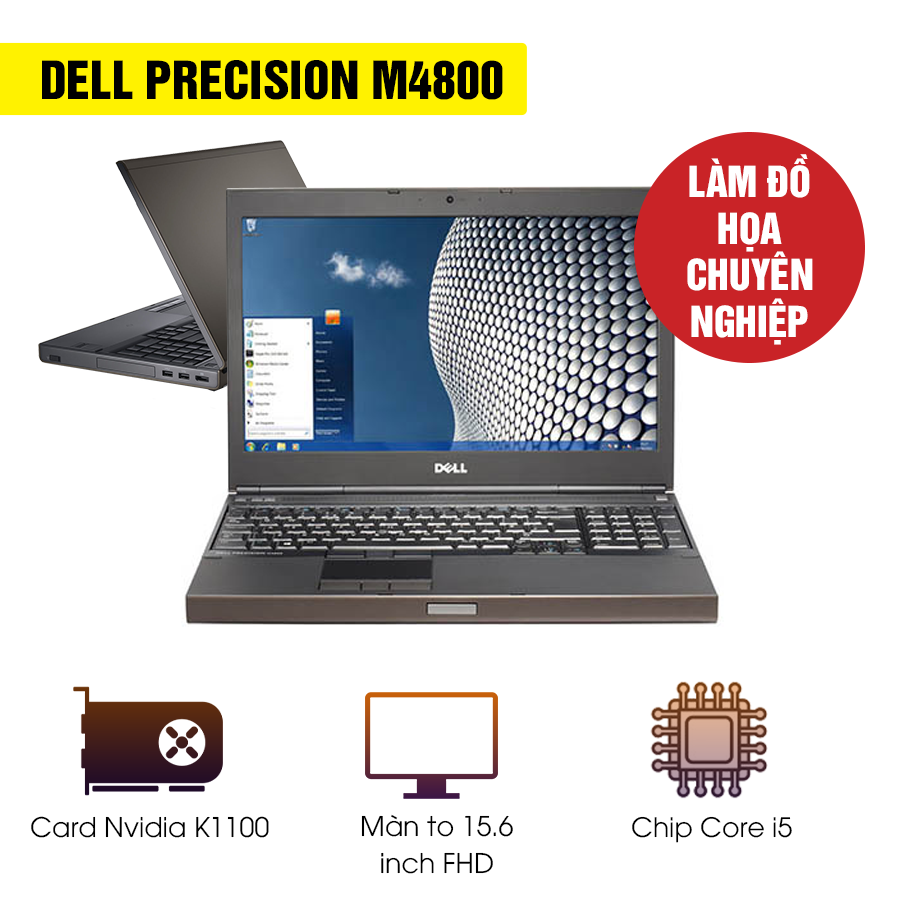 DELL PRECISION M4800
LÀM ĐỒ
HỌA
CHUYÊN
NGHIỆP
DELL
Card Nvidia K1100
Màn to 15.6
inch FHD
Chip Core i5